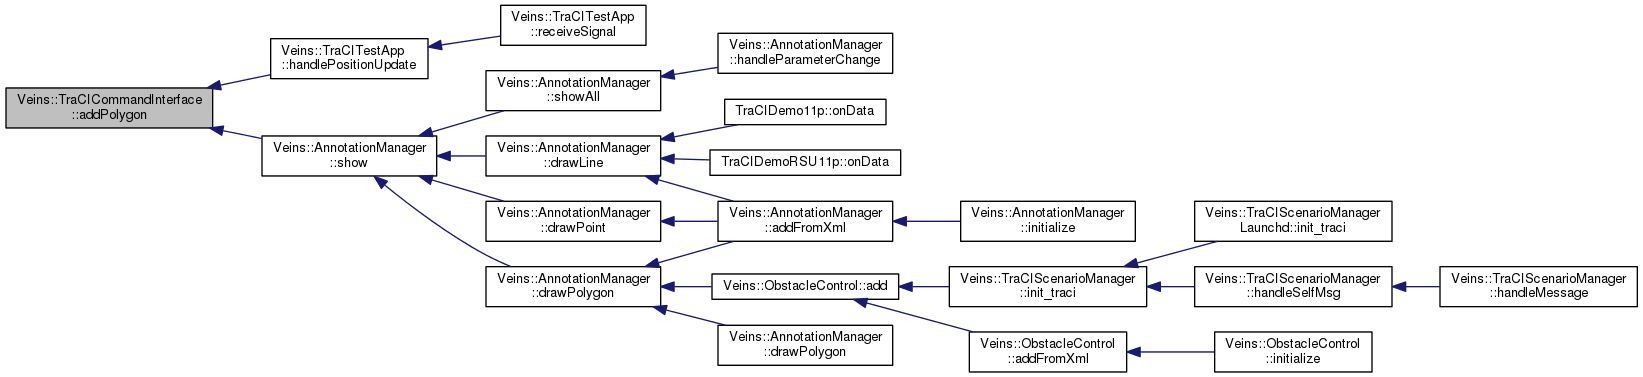 Veins::TraCICommandInterface
::addPolygon
Veins::TraCITestApp
::handlePositionUpdate
Veins::TraCITestApp
::receiveSignal
Veins::AnnotationManager
::show
Veins::AnnotationManager
::showAll
Veins::AnnotationManager
::handleParameterChange
Veins::AnnotationManager
::drawLine
TraCIDemo11p::onData
TraCIDemoRSU11p::onData
Veins::AnnotationManager
::drawPoint
Veins::AnnotationManager
::addFromXml
Veins::AnnotationManager
::initialize
Veins::AnnotationManager
::drawPolygon
Veins::ObstacleControl::add
Veins::TraCIScenarioManager
::init_traci
Veins::TraCIScenarioManager
Launchd::init_traci
Veins::TraCIScenarioManager
::handleSelfMsg
Veins::TraCIScenarioManager
::handleMessage
Veins::AnnotationManager
::drawPolygon
Veins::ObstacleControl
::addFromXml
Veins::ObstacleControl
::initialize